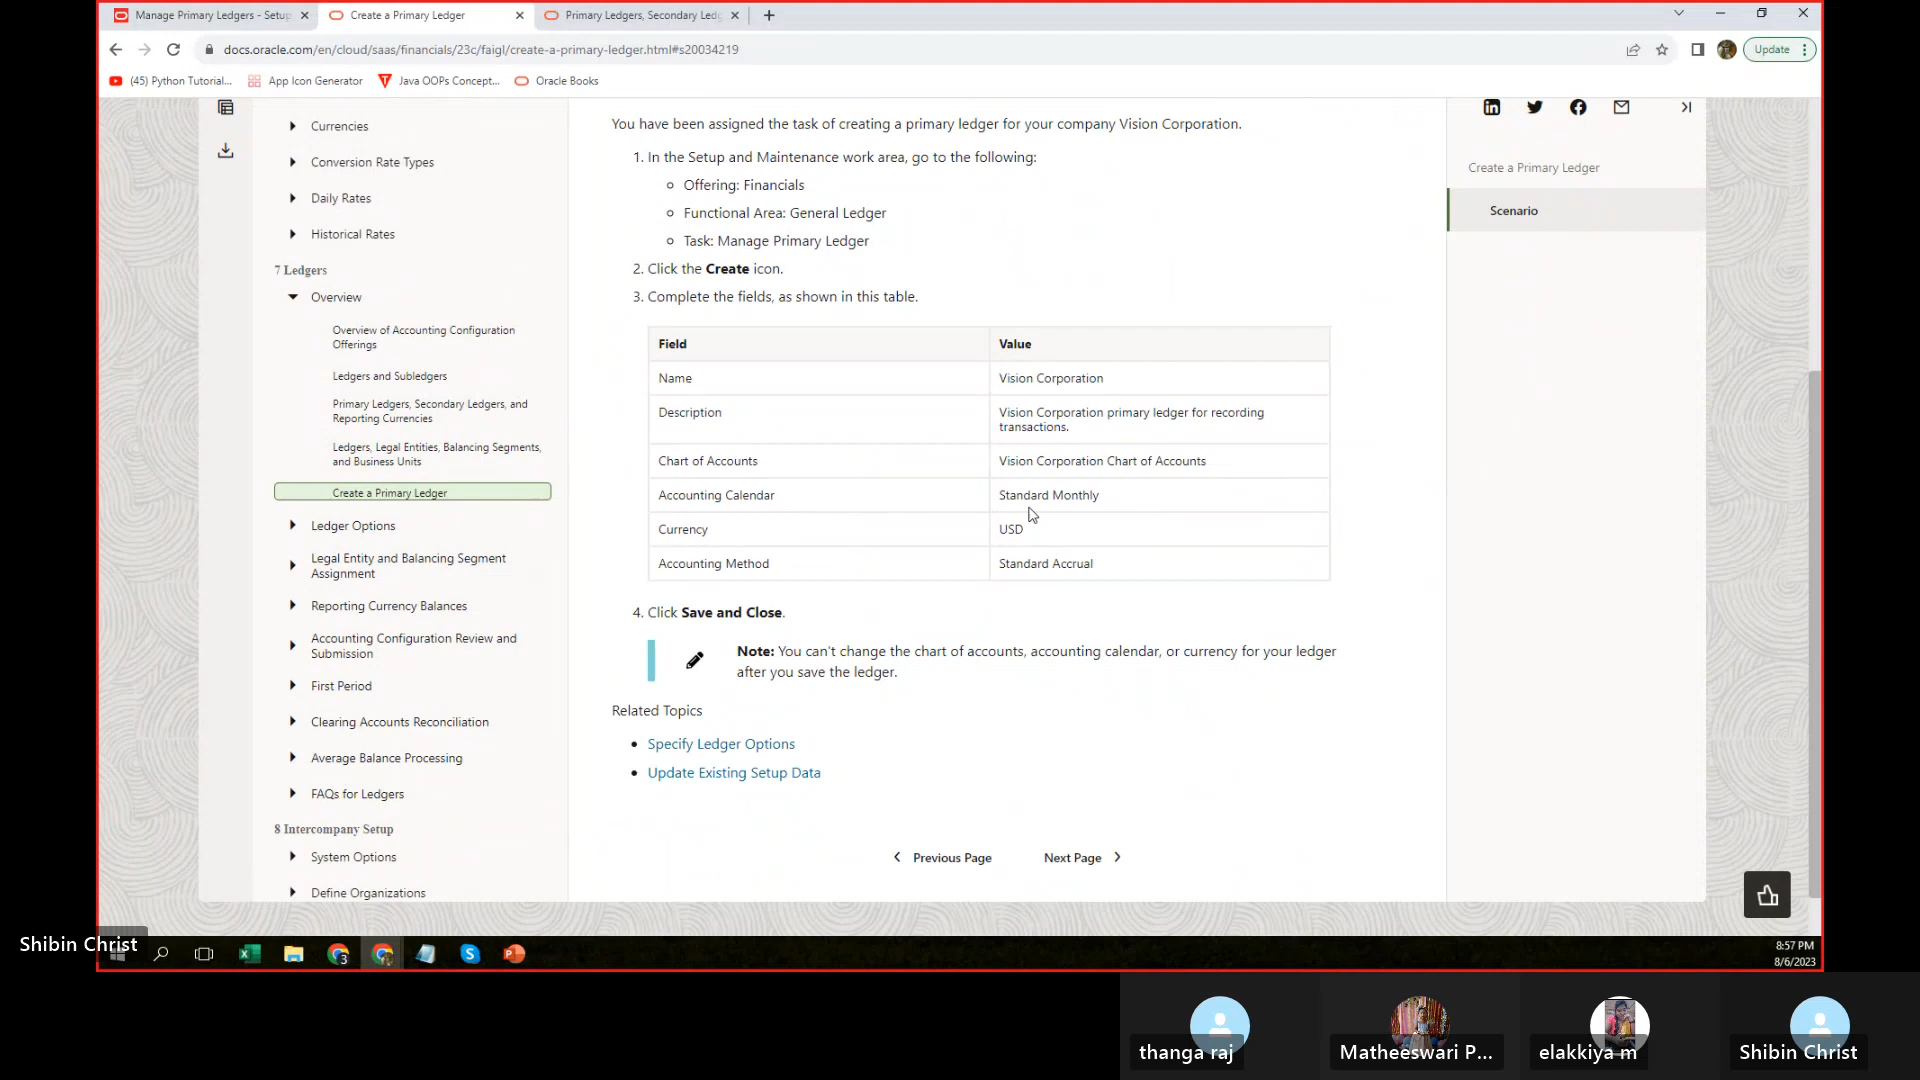 Manage Primary Ledgers - Setup
Create a Primary Ledger
Primary Ledgers, Secondary Led
docs.oracle.com/en/cloud/saas/financials/23c/faigl/create-a-primary-ledger.html#s20034219
Update
(45) Python Tutorial...
App Icon Generator
Java OOPs Concept...
Oracle Books
Currencies
Conversion Rate Types
Daily Rates
Historical Rates
7 Ledgers
Overview
Overview of Accounting Configuration
Offerings
Ledgers and Subledgers
Primary Ledgers, Secondary Ledgers, and
Reporting Currencies
Ledgers, Legal Entities, Balancing Segments,
and Business Units
Create a Primary Ledger
Ledger Options
Legal Entity and Balancing Segment
Assignment
Reporting Currency Balances
Accounting Configuration Review and
Submission
First Period
Clearing Accounts Reconciliation
Average Balance Processing
FAQs for Ledgers
8 Intercompany Setup
System Options
Define Organizations
You have been assigned the task of creating a primary ledger for your company Vision Corporation.
1. In the Setup and Maintenance work area, go to the following:
Offering: Financials
Functional Area: General Ledger
Task: Manage Primary Ledger
2. Click the Create icon.
3. Complete the fields, as shown in this table.
Field Value
Name Vision Corporation
Description Vision Corporation primary ledger for recording
transactions.
Chart of Accounts Vision Corporation Chart of Accounts
Accounting Calendar Standard Monthly
Currency USD
Accounting Method Standard Accrual
4. Click Save and Close.
Note: You can't change the chart of accounts, accounting calendar, or currency for your ledger
after you save the ledger.
Related Topics
Specify Ledger Options
Update Existing Setup Data
Previous Page Next Page
Create a Primary Ledger
Scenario
Shibin Christ
3
8:57 PM
8/6/2023
thanga raj
Matheeswari P...
elakkiya m
Shibin Christ